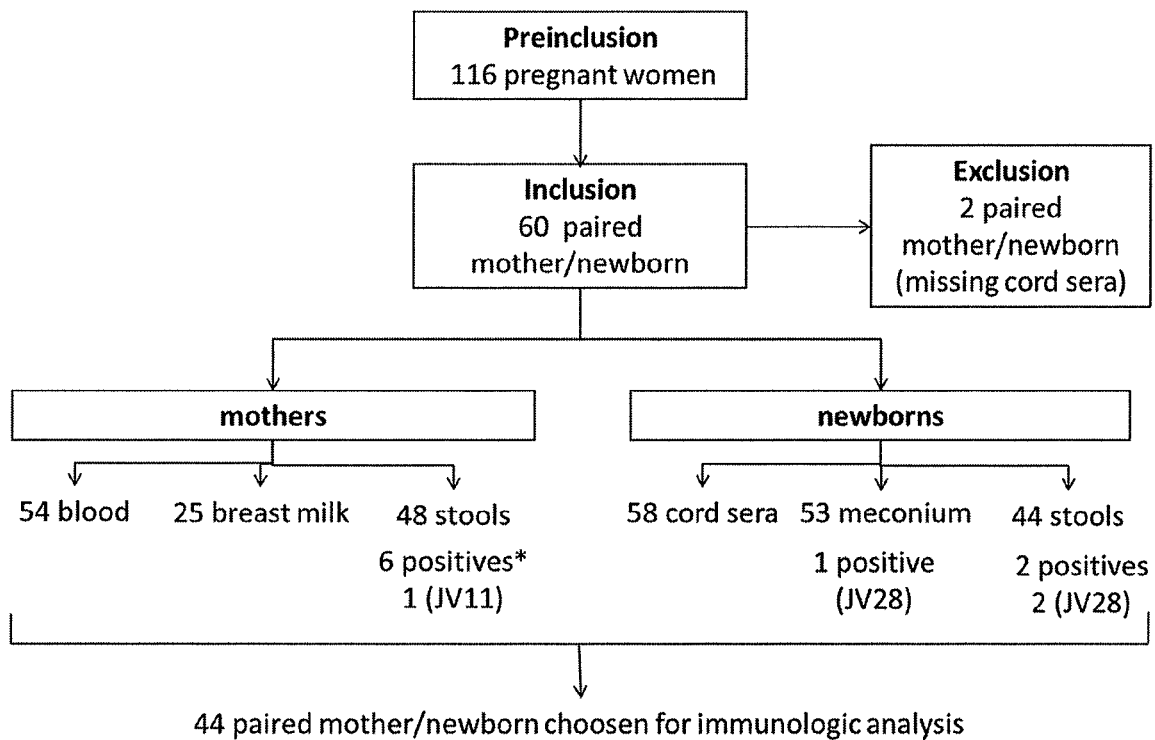 Preinclusion
116 pregnant women
Inclusion
60 paired
mother/newborn
Exclusion
2 paired
mother/newborn
(missing cord sera)
mothers
newborns
54 blood
25 breast milk
48 stools
6 positives*
1 (JV11)
58 cord sera
53 meconium
1 positive
(JV28)
44 stools
2 positives
2 (JV28)
44 paired mother/newborn choosen for immunologic analysis